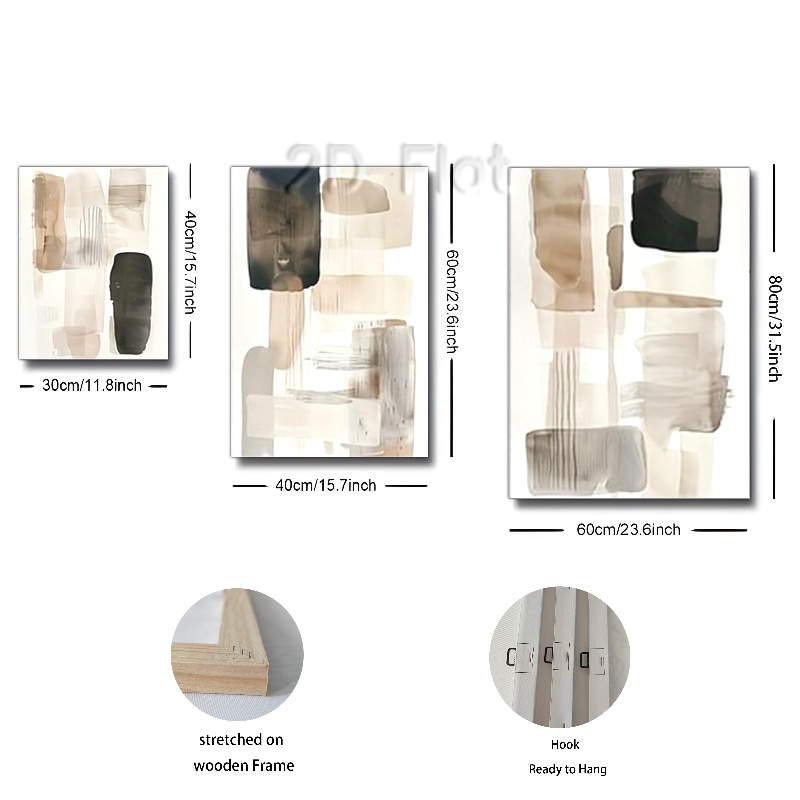 2D Flat
40cm/15.7inch
30cm/11.8inch
60cm/23.6inch
40cm/15.7inch
80cm/31.5inch
60cm/23.6inch
stretched on
wooden Frame
Hook
Ready to Hang